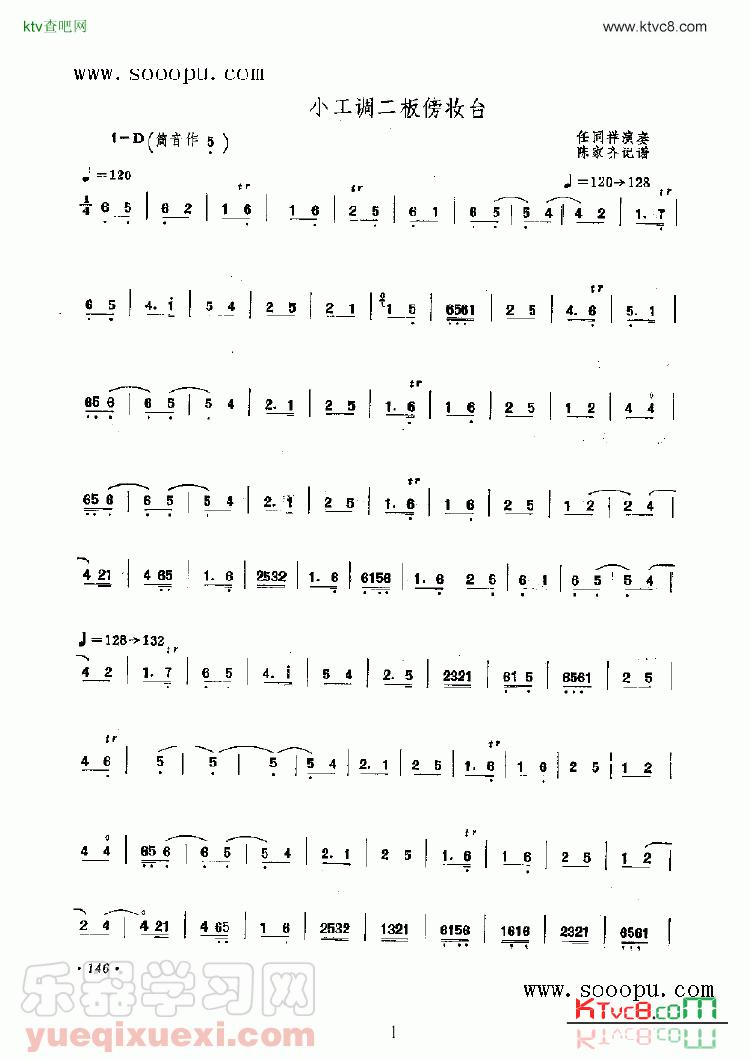 ktv查吧网 www.ktvc8.com
www.sooopu.com
小工调二板傍妆台
1=D(筒音作 5) 任同祥演奏
陈家齐记谱
♩=120 ♩=120→128
1/4 6 5 | 6 2 | 1 6 | 1 6 | 2 5 | 6 1 | 6 5 | 5 4 | 4 2 | 1. 7 |
6 5 | 4. 1 | 5 4 | 2 5 | 2 1 | 1 5 | 6561 | 2 5 | 4. 6 | 5. 1 |
65 6 | 6 5 | 5 4 | 2. 1 | 2 5 | 1. 6 | 1 6 | 2 5 | 1 2 | 4 4 |
65 6 | 6 5 | 5 4 | 2. 1 | 2 5 | 1. 6 | 1 6 | 2 5 | 1 2 | 2 4 |
4 21 | 4 65 | 1. 6 | 2532 | 1. 6 | 6156 | 1. 6 | 2 6 | 6 1 | 6 5 | 5 4 |
♩=128→132
4 2 | 1. 7 | 6 5 | 4. 1 | 5 4 | 2. 5 | 2321 | 61 5 | 6561 | 2 5 |
4 6 | 5 | 5 | 5 | 5 4 | 2. 1 | 2 5 | 1. 6 | 1 6 | 2 5 | 1 2 |
4 4 | 65 6 | 6 5 | 5 4 | 2. 1 | 2 5 | 1. 6 | 1 6 | 2 5 | 1 2 |
2 4 | 4 21 | 4 65 | 1 6 | 2532 | 1321 | 6156 | 1616 | 2321 | 6561 |
·146·
乐器学习网
yueqixuexi.com
1
www.sooopu.com
KTVC8.COM